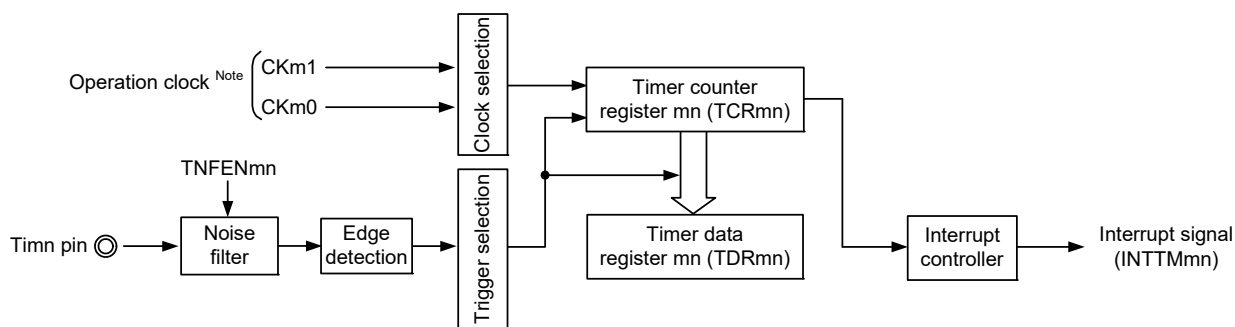 Operation clock Note
CKm1
CKm0
Clock selection
Timer counter
register mn (TCRmn)
TNFENmn
Timn pin
Noise
filter
Edge
detection
Trigger selection
Timer data
register mn (TDRmn)
Interrupt
controller
Interrupt signal
(INTTMmn)